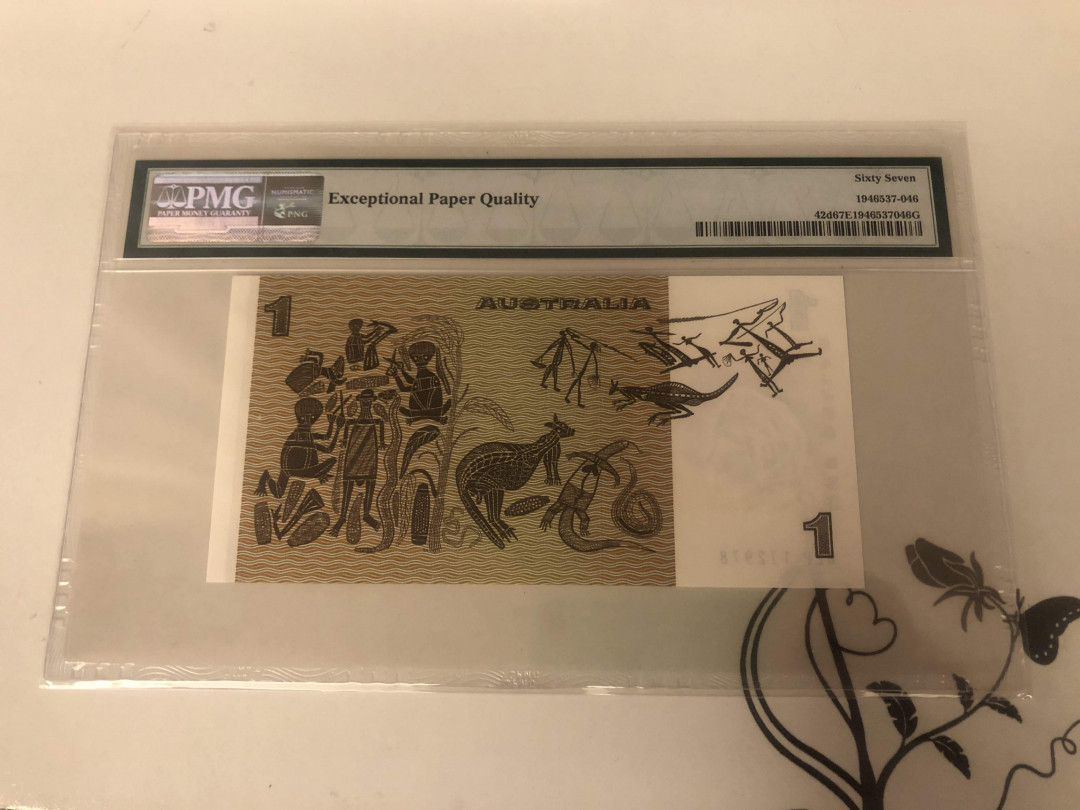 PMG
PAPER MONEY GUARANTY
NUMISMATIC
PNG
Exceptional Paper Quality
Sixty Seven
1946537-046
42d67E1946537046G
1
AUSTRALIA
1